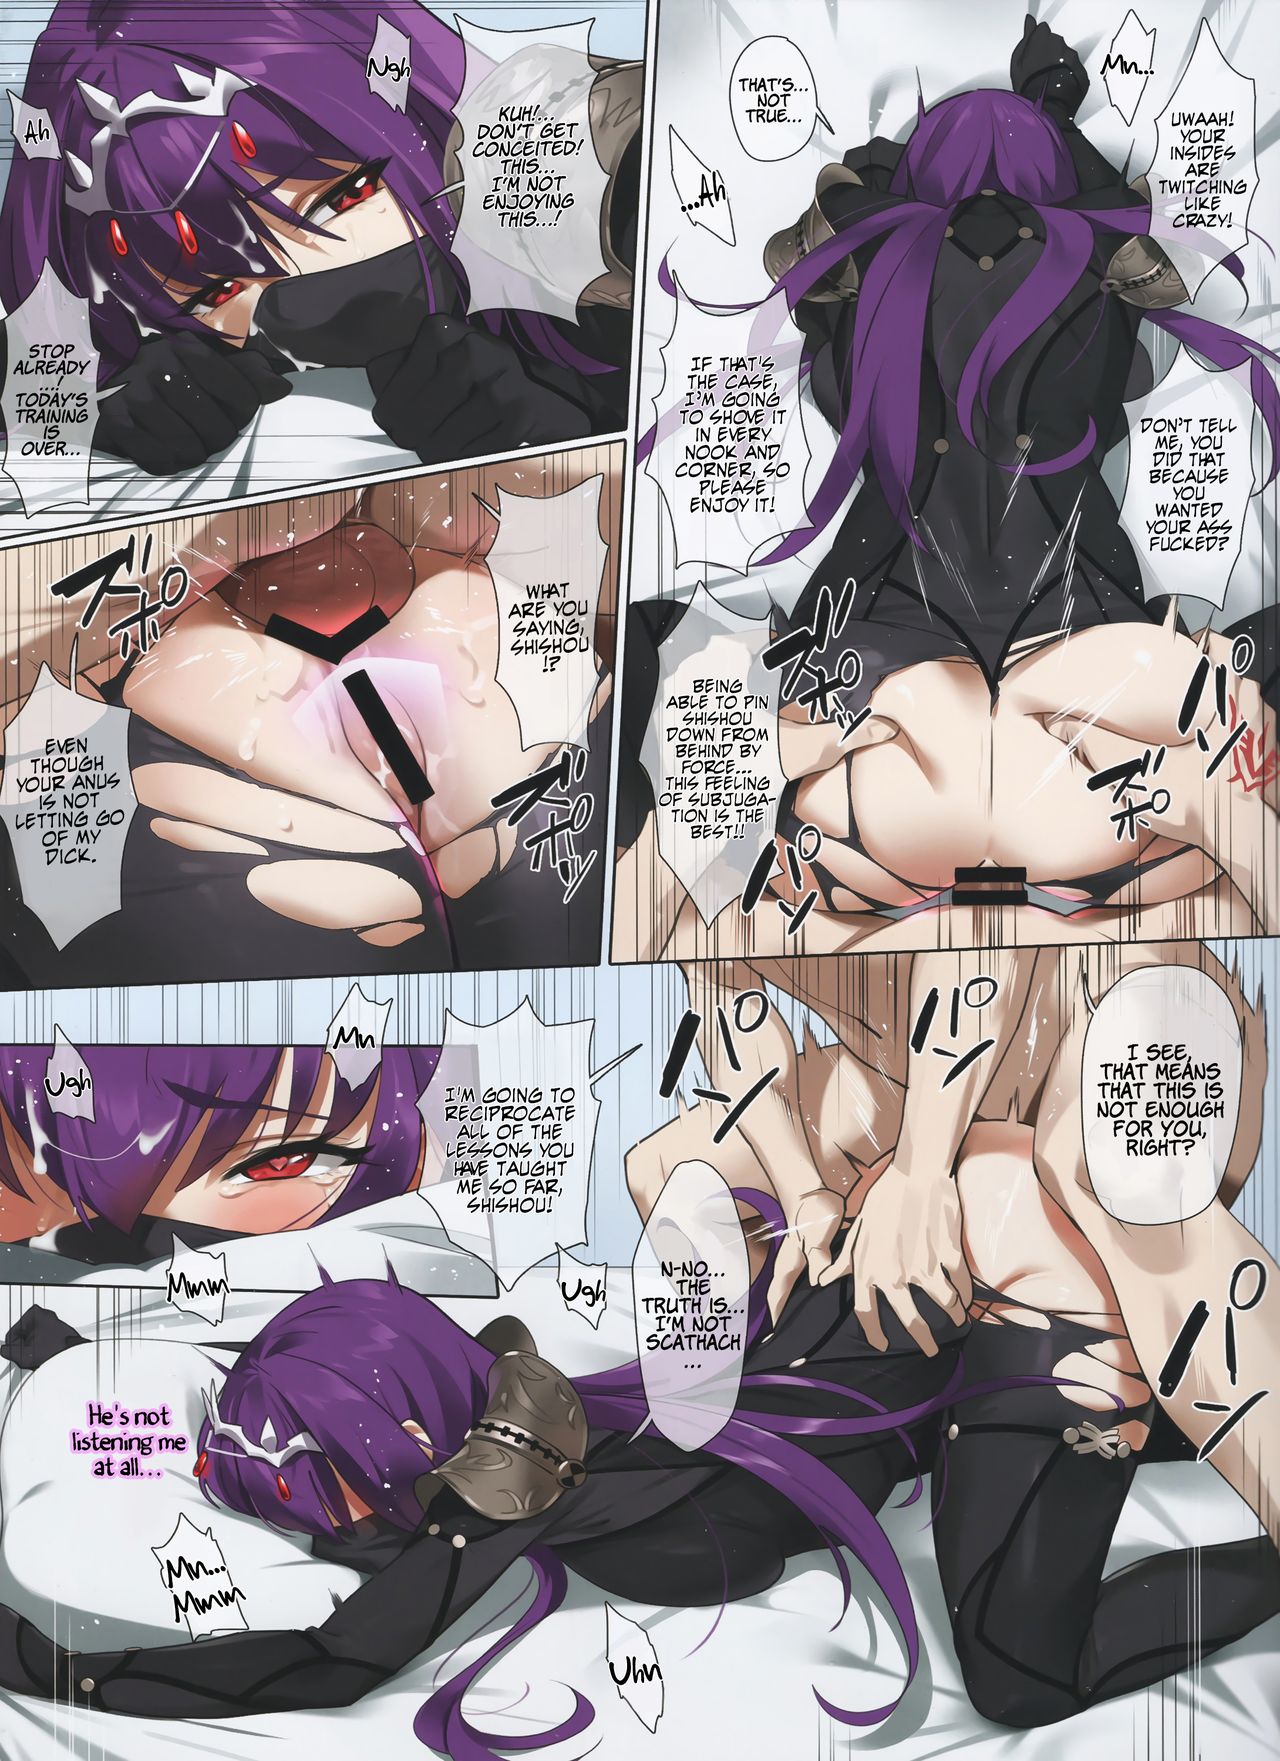 UWAAH!
YOUR
INSIDES
ARE
TWITCHING
LIKE
CRAZY!
Mn...
THAT'S...
NOT
TRUE...
...Ah
DON'T TELL
ME, YOU
DID THAT
BECAUSE
YOU
WANTED
YOUR ASS
FUCKED?
IF THAT'S
THE CASE,
I'M GOING
TO SHOVE IT
IN EVERY
NOOK AND
CORNER, SO
PLEASE
ENJOY IT!
BEING
ABLE TO PIN
SHISHOU
DOWN FROM
BEHIND BY
FORCE...
THIS FEELING
OF SUBJUGA-
TION IS THE
BEST!!
ズポッ
パンッ
ズポッ
パンッ
Ngh
KUH!...
DON'T GET
CONCEITED!
THIS...
I'M NOT
ENJOYING
THIS...!
Ah
STOP
ALREADY
!
....
TODAY'S
TRAINING
IS
OVER...
WHAT
ARE YOU
SAYING,
SHISHOU
!?
ズポ
ズポッ
EVEN
THOUGH
YOUR ANUS
IS NOT
LETTING GO
OF MY
DICK.
I SEE,
THAT MEANS
THAT THIS IS
NOT ENOUGH
FOR YOU,
RIGHT?
パンッ
パンッ
パンッ
Mn
Ugh
I'M GOING TO
RECIPROCATE
ALL OF THE
LESSONS YOU
HAVE TAUGHT
ME SO FAR,
SHISHOU!
Mmm
Ugh
N-NO...
THE
TRUTH IS...
I'M NOT
SCATHACH
...
He's not
listening me
at all...
Mn...
Mmm
Uhn